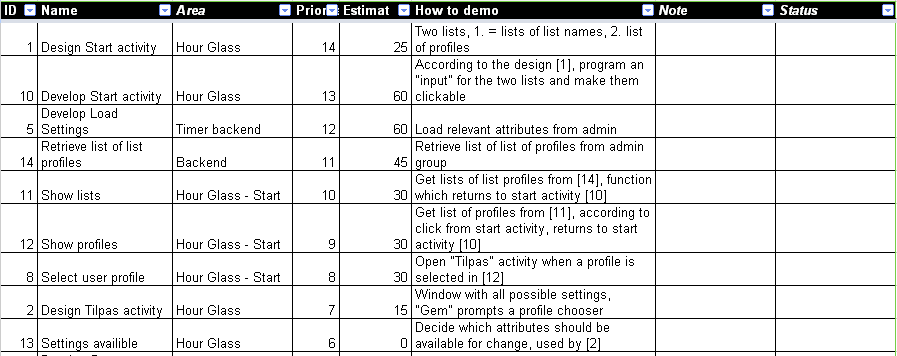 ID Name Area Prior Estimat How to demo Note Status
Two lists, 1. = lists of list names, 2. list
1 Design Start activity Hour Glass 14 25 of profiles
According to the design [1], program an
"input" for the two lists and make them
10 Develop Start activity Hour Glass 13 60 clickable
Develop Load
5 Settings Timer backend 12 60 Load relevant attributes from admin
Retrieve list of list Retrieve list of list of profiles from admin
14 profiles Backend 11 45 group
Get lists of list profiles from [14], function
11 Show lists Hour Glass - Start 10 30 which returns to start activity [10]
Get list of profiles from [11], according to
click from start activity, returns to start
12 Show profiles Hour Glass - Start 9 30 activity [10]
Open "Tilpas" activity when a profile is
8 Select user profile Hour Glass - Start 8 30 selected in [12]
Window with all possible settings,
2 Design Tilpas activity Hour Glass 7 15 "Gem" prompts a profile chooser
Decide which attributes should be
13 Settings availible Hour Glass 6 0 available for change, used by [2]